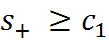 s₊ ≥ c₁